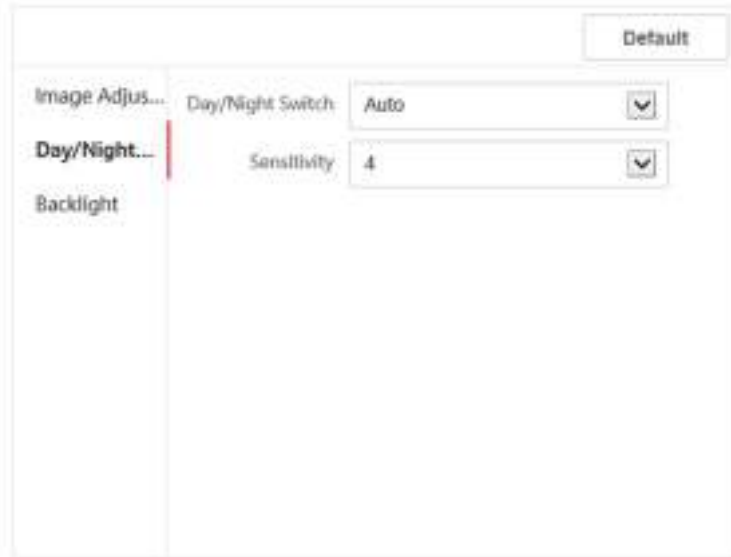 Default
Image Adjus...
Day/Night Switch
Auto
Day/Night...
Sensitivity
4
Backlight